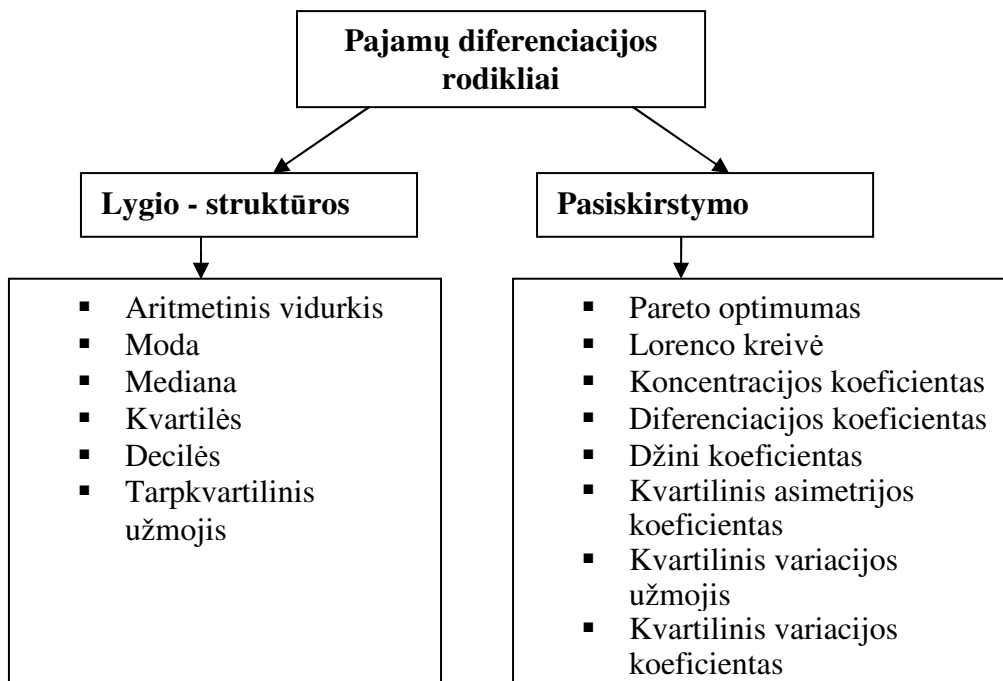 Pajamų diferenciacijos
rodikliai
Lygio - struktūros
Pasiskirstymo
▪ Aritmetinis vidurkis
▪ Moda
▪ Mediana
▪ Kvartilės
▪ Decilės
▪ Tarpkvartilinis
užmojis
▪ Pareto optimumas
▪ Lorenco kreivė
▪ Koncentracijos koeficientas
▪ Diferenciacijos koeficientas
▪ Džini koeficientas
▪ Kvartilinis asimetrijos
koeficientas
▪ Kvartilinis variacijos
užmojis
▪ Kvartilinis variacijos
koeficientas